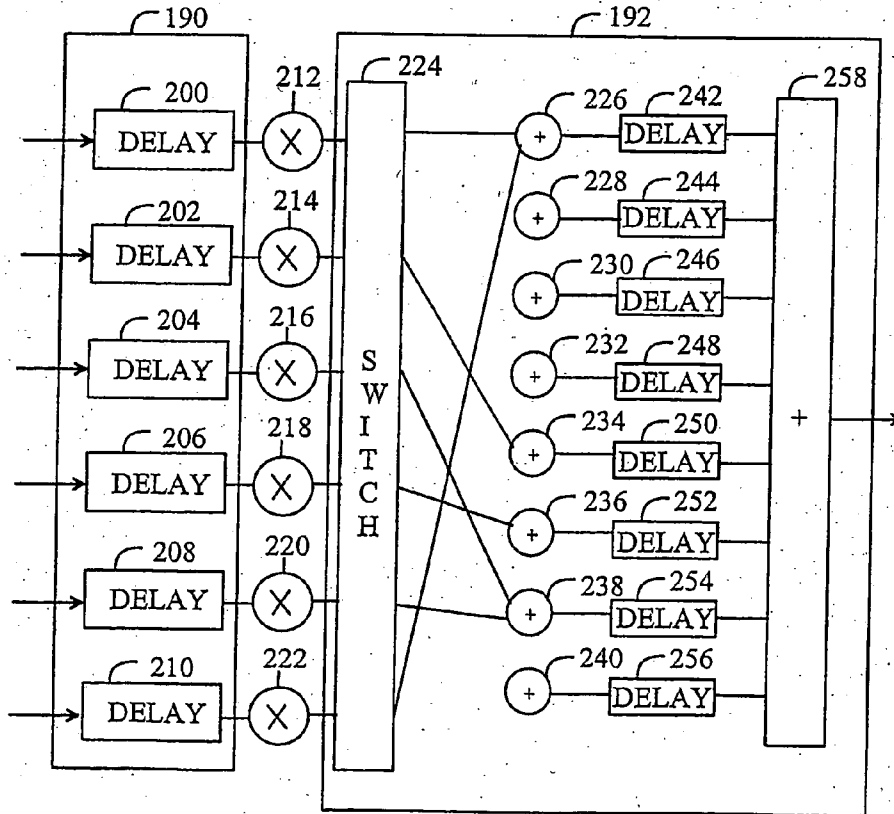 190
192
224
258
200
212
226
242
DELAY
X
+
DELAY
202
214
228
244
DELAY
X
+
DELAY
230
246
+
DELAY
204
216
232
248
DELAY
X
+
DELAY
SWITCH
206
218
234
250
DELAY
X
+
DELAY
+
236
252
+
DELAY
208
220
238
254
DELAY
X
+
DELAY
210
222
240
256
DELAY
X
+
DELAY